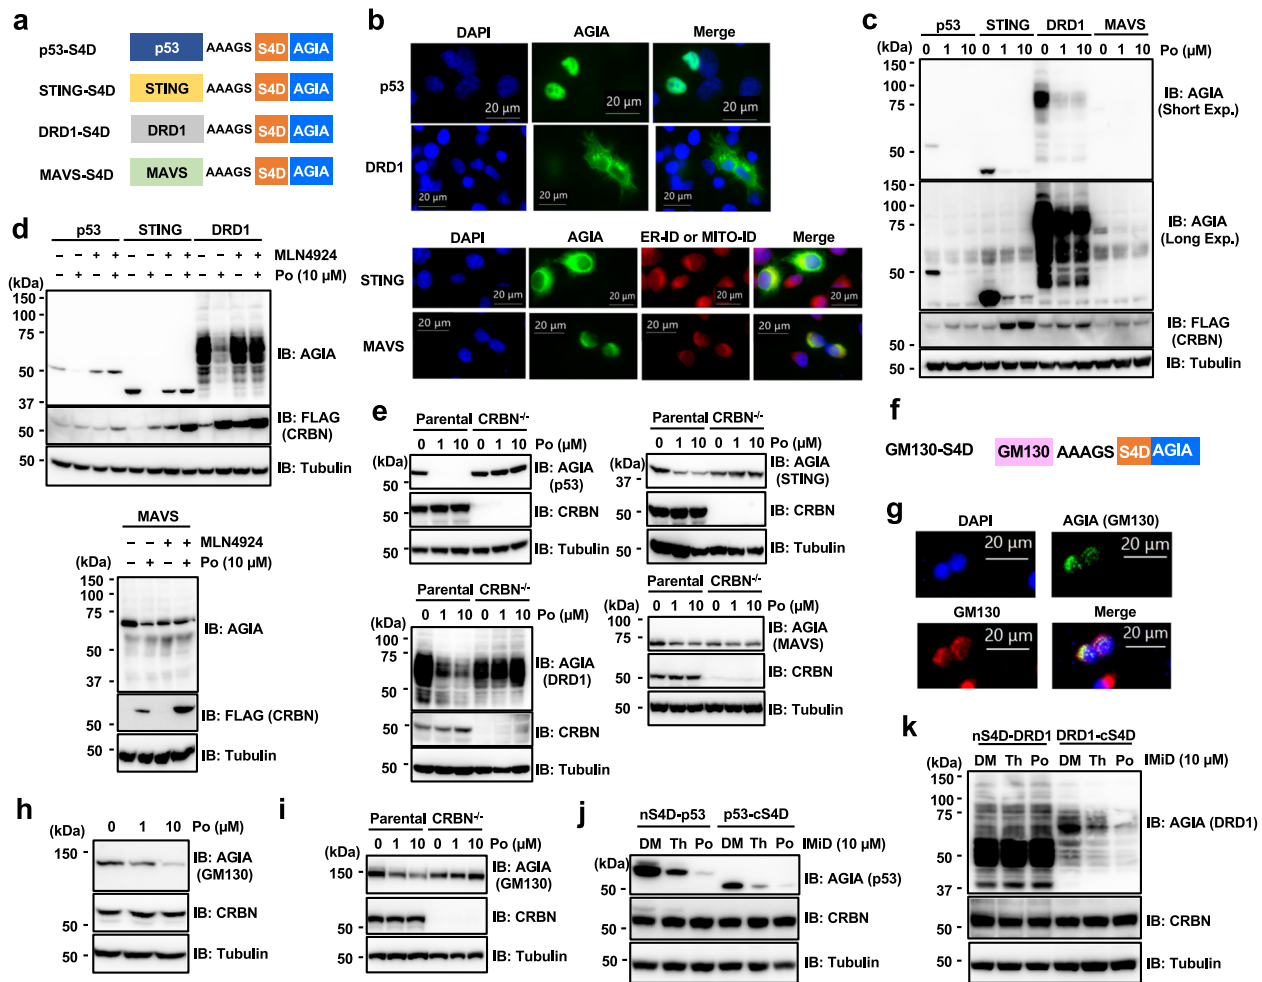 a
p53-S4D p53 AAAGS S4D AGIA
STING-S4D STING AAAGS S4D AGIA
DRD1-S4D DRD1 AAAGS S4D AGIA
MAVS-S4D MAVS AAAGS S4D AGIA
b
DAPI AGIA Merge
p53
20 µm 20 µm 20 µm
DRD1
20 µm 20 µm 20 µm
DAPI AGIA ER-ID or MITO-ID Merge
STING
20 µm 20 µm 20 µm 20 µm
MAVS
20 µm 20 µm 20 µm 20 µm
c
p53 STING DRD1 MAVS
(kDa) 0 1 10 0 1 10 0 1 10 0 1 10 Po (µM)
150
100
75
50
IB: AGIA
(Short Exp.)
150
100
75
50
IB: AGIA
(Long Exp.)
50
IB: FLAG
(CRBN)
50
IB: Tubulin
d
p53 STING DRD1
– – + + – – + + – – + + MLN4924
– + – + – + – + – + – + Po (10 µM)
(kDa)
150
100
75
50
37
IB: AGIA
50
IB: FLAG
(CRBN)
50
IB: Tubulin
MAVS
– – + + MLN4924
– + – + Po (10 µM)
(kDa)
150
100
75
50
37
IB: AGIA
50
IB: FLAG (CRBN)
50
IB: Tubulin
e
Parental CRBN-/-
0 1 10 0 1 10 Po (µM)
(kDa)
50
IB: AGIA
(p53)
50
IB: CRBN
50
IB: Tubulin
Parental CRBN-/-
(kDa) 0 1 10 0 1 10 Po (µM)
50
37
IB: AGIA
(STING)
50
IB: CRBN
50
IB: Tubulin
Parental CRBN-/-
(kDa) 0 1 10 0 1 10 Po (µM)
100
75
50
IB: AGIA
(DRD1)
50
IB: CRBN
50
IB: Tubulin
Parental CRBN-/-
(kDa) 0 1 10 0 1 10 Po (µM)
100
75
IB: AGIA
(MAVS)
50
IB: CRBN
50
IB: Tubulin
f
GM130-S4D GM130 AAAGS S4D AGIA
g
DAPI AGIA (GM130)
20 µm 20 µm
GM130 Merge
20 µm 20 µm
h
(kDa) 0 1 10 Po (µM)
150
IB: AGIA
(GM130)
50
IB: CRBN
50
IB: Tubulin
i
Parental CRBN-/-
(kDa) 0 1 10 0 1 10 Po (µM)
150
IB: AGIA
(GM130)
50
IB: CRBN
50
IB: Tubulin
j
nS4D-p53 p53-cS4D
DM Th Po DM Th Po IMiD (10 µM)
(kDa)
75
50
IB: AGIA (p53)
50
IB: CRBN
50
IB: Tubulin
k
nS4D-DRD1 DRD1-cS4D
(kDa) DM Th Po DM Th Po IMiD (10 µM)
150
100
75
50
37
IB: AGIA (DRD1)
50
IB: CRBN
50
IB: Tubulin